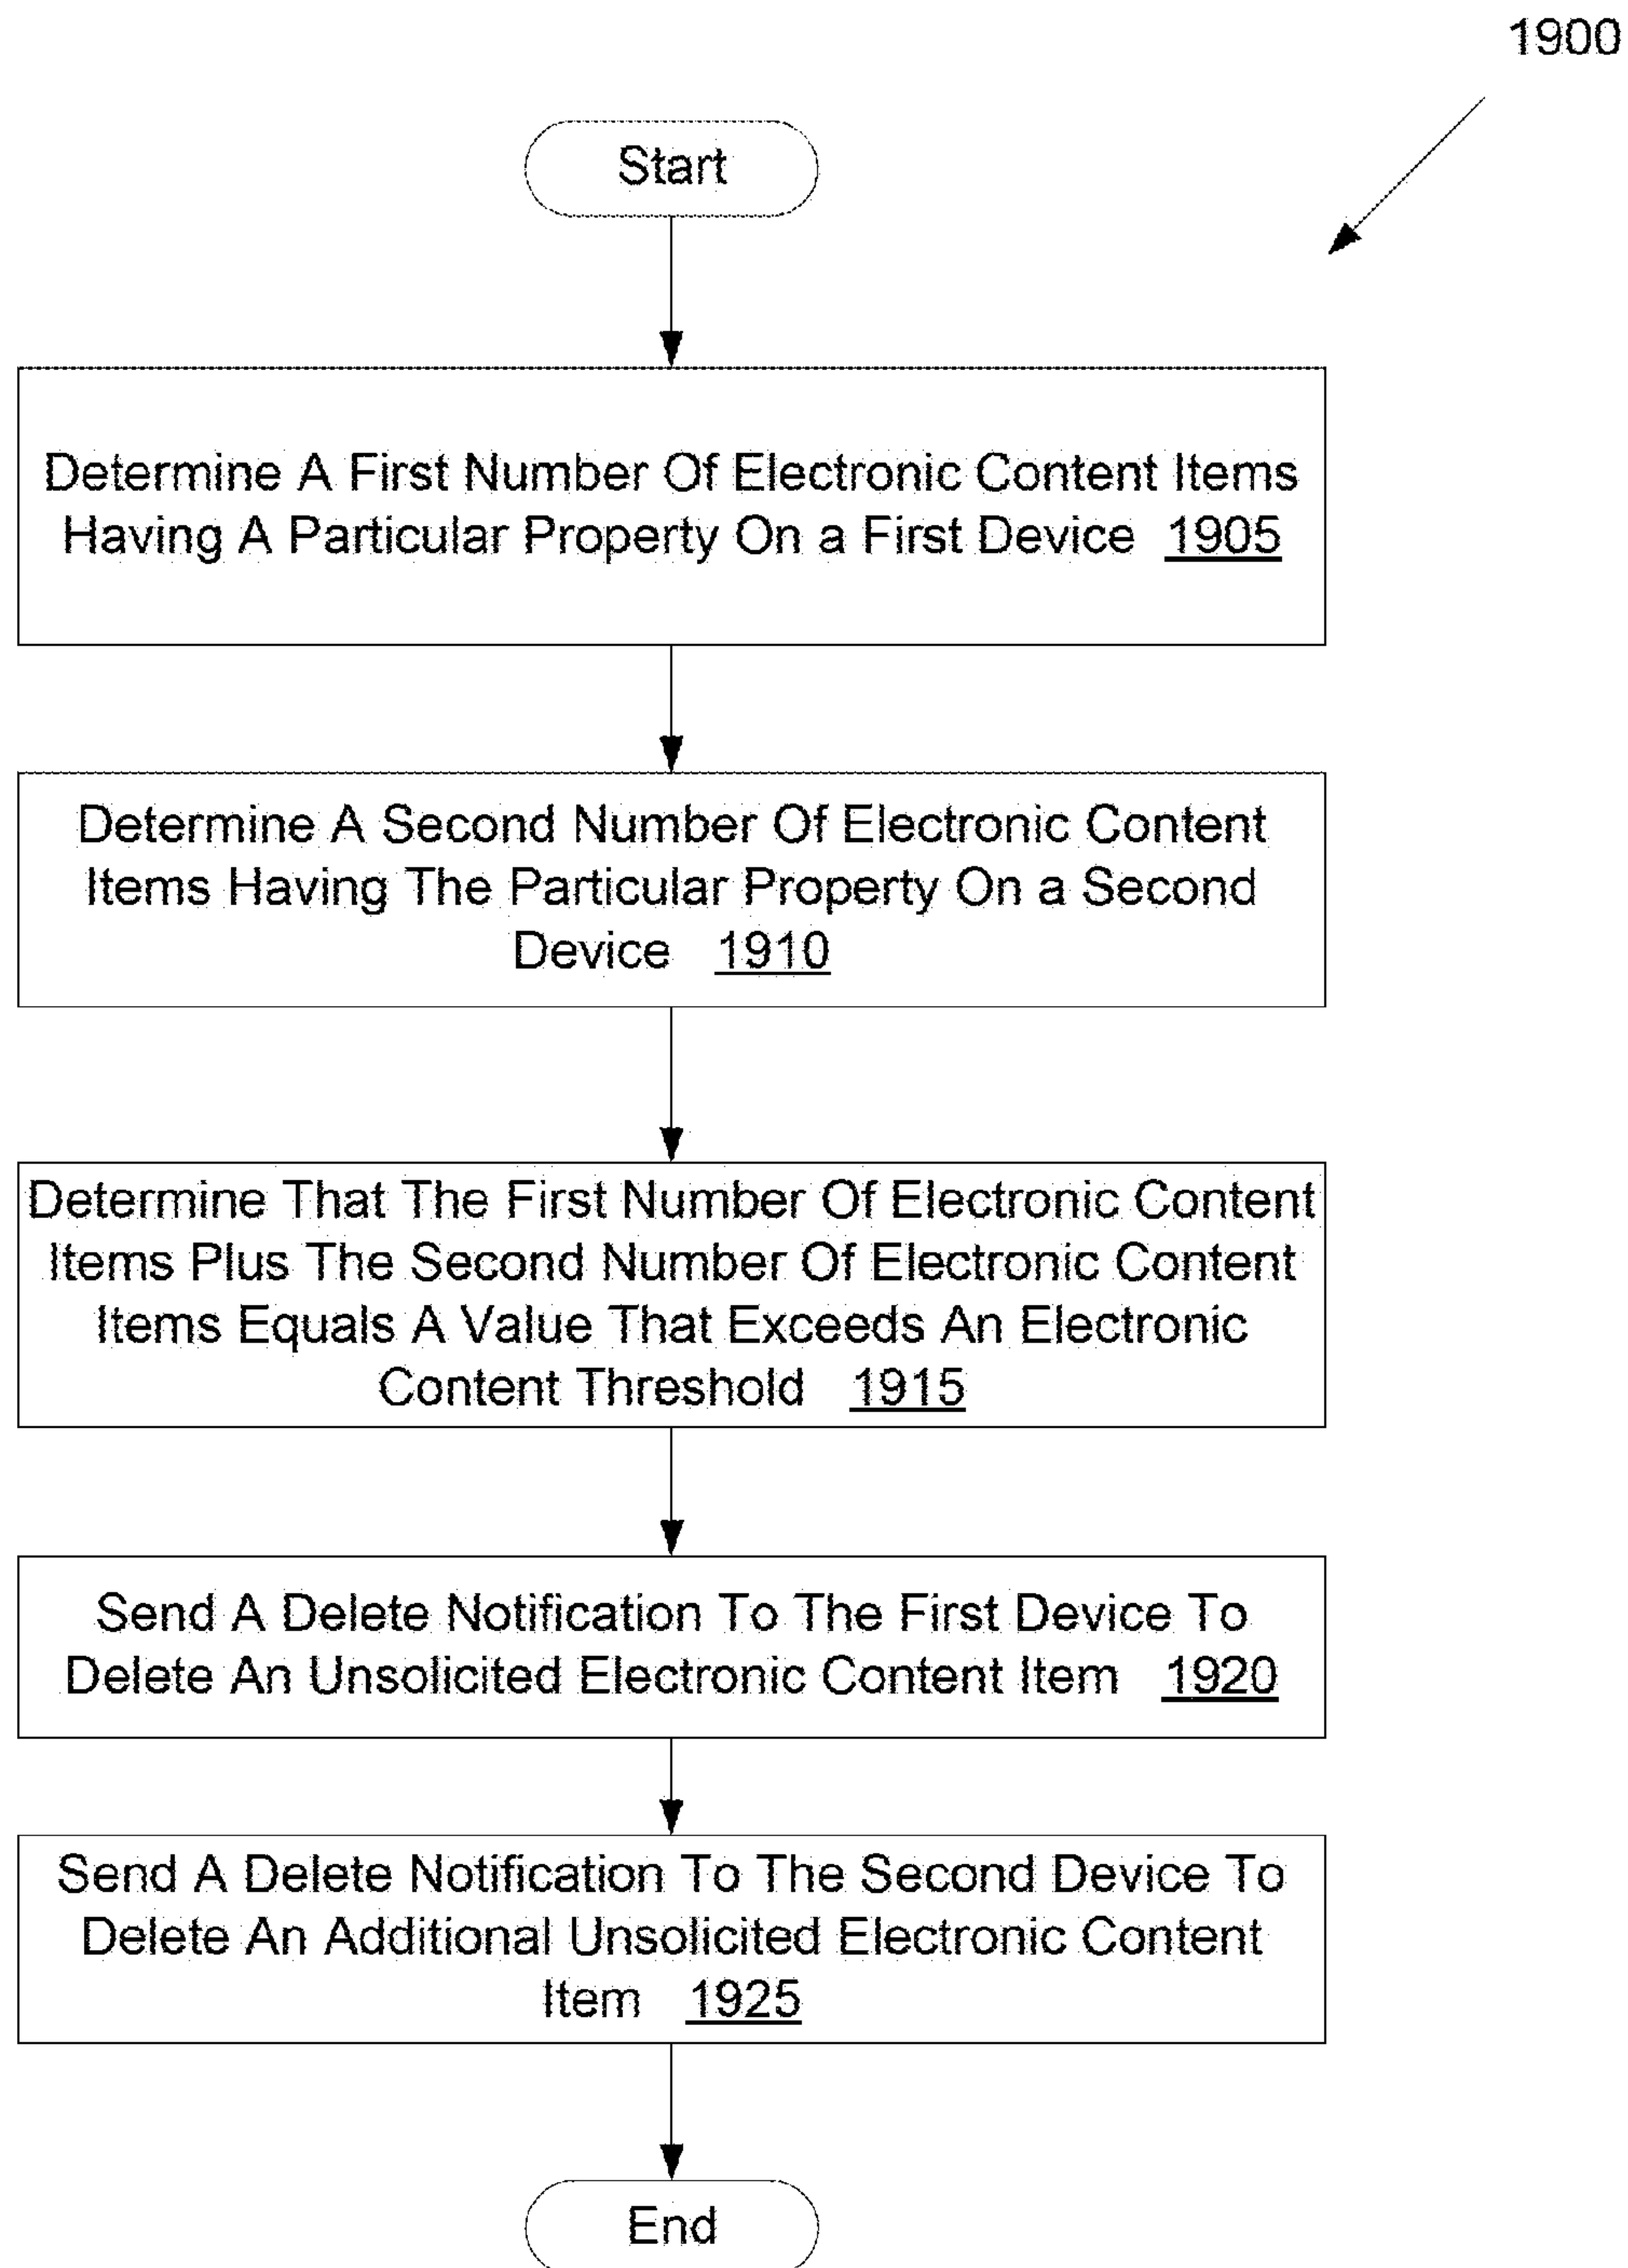 1900
Start
Determine A First Number Of Electronic Content Items
Having A Particular Property On a First Device 1905
Determine A Second Number Of Electronic Content
Items Having The Particular Property On a Second
Device 1910
Determine That The First Number Of Electronic Content
Items Plus The Second Number Of Electronic Content
Items Equals A Value That Exceeds An Electronic
Content Threshold 1915
Send A Delete Notification To The First Device To
Delete An Unsolicited Electronic Content Item 1920
Send A Delete Notification To The Second Device To
Delete An Additional Unsolicited Electronic Content
Item 1925
End